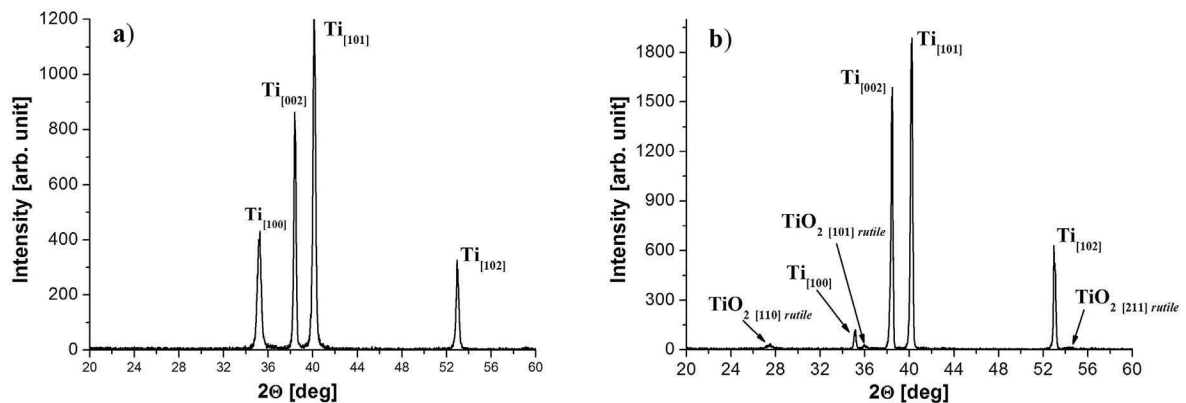 a)
Ti[101]
Ti[002]
Ti[100]
Ti[102]
1200
1000
800
600
400
200
0
20 24 28 32 36 40 44 48 52 56 60
Intensity [arb. unit]
2Θ [deg]
b)
Ti[101]
Ti[002]
TiO2 [101] rutile
Ti[102]
Ti[100]
TiO2 [110] rutile
TiO2 [211] rutile
1800
1500
1200
900
600
300
0
20 24 28 32 36 40 44 48 52 56 60
Intensity [arb. unit]
2Θ [deg]